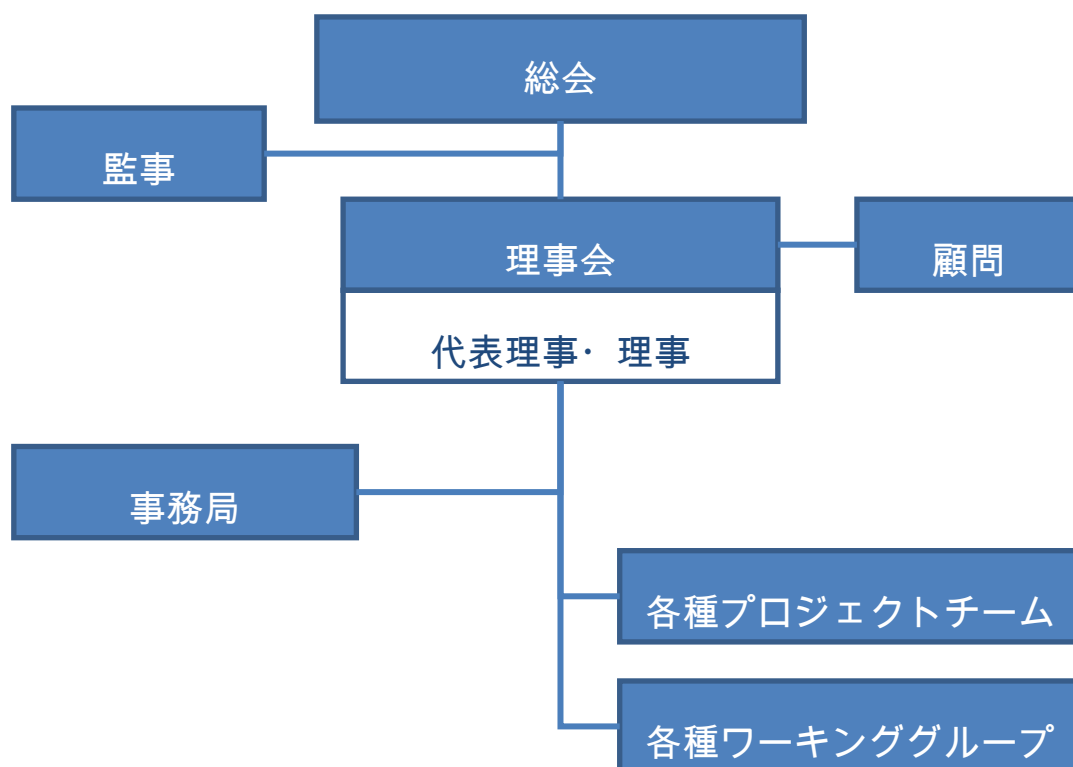 総会
監事
理事会
顧問
代表理事・理事
事務局
各種プロジェクトチーム
各種ワーキンググループ